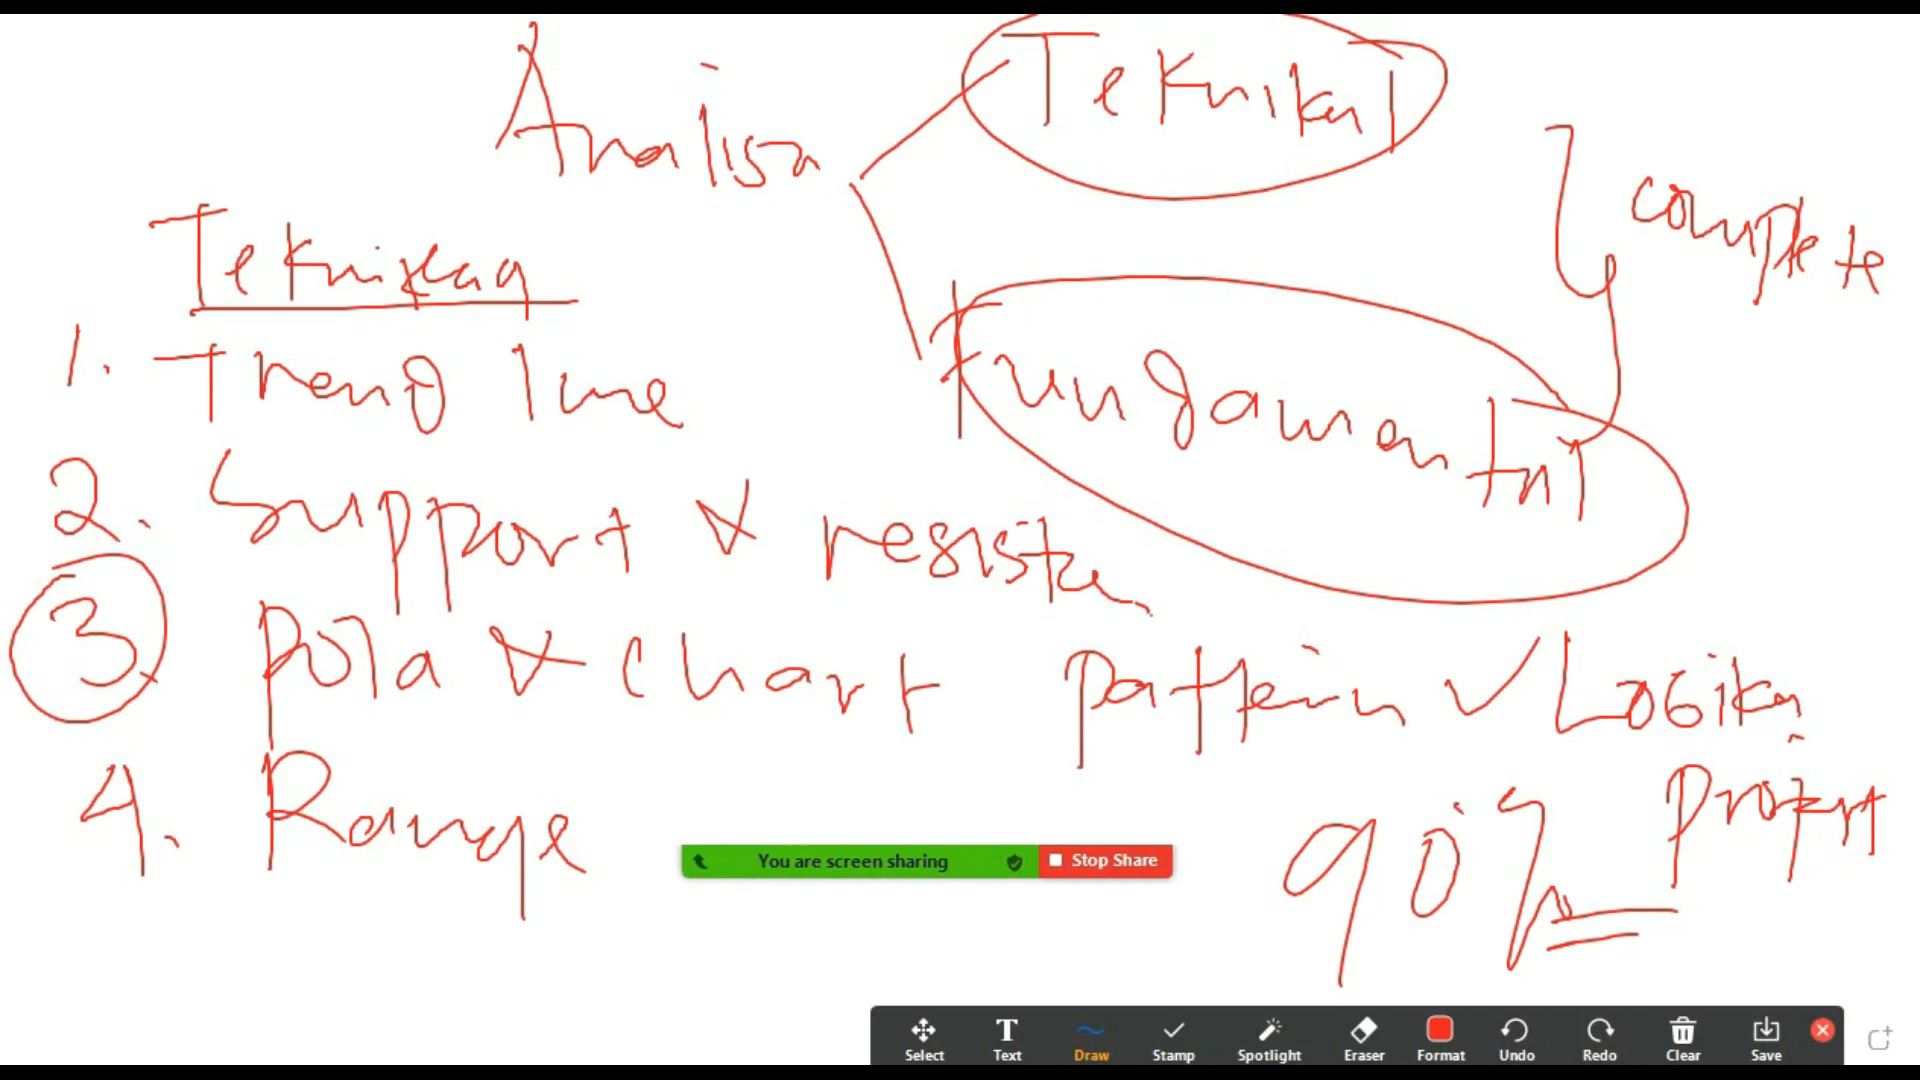 Analisa
Teknikal
Fundamental
complete
Teknikal
1. Trend line
2. Support & resisten
3. Pola & Chart Pattern ✓ Logika
4. Range
90%
Profit
You are screen sharing
Stop Share
Select Text Draw Stamp Spotlight Eraser Format Undo Redo Clear Save